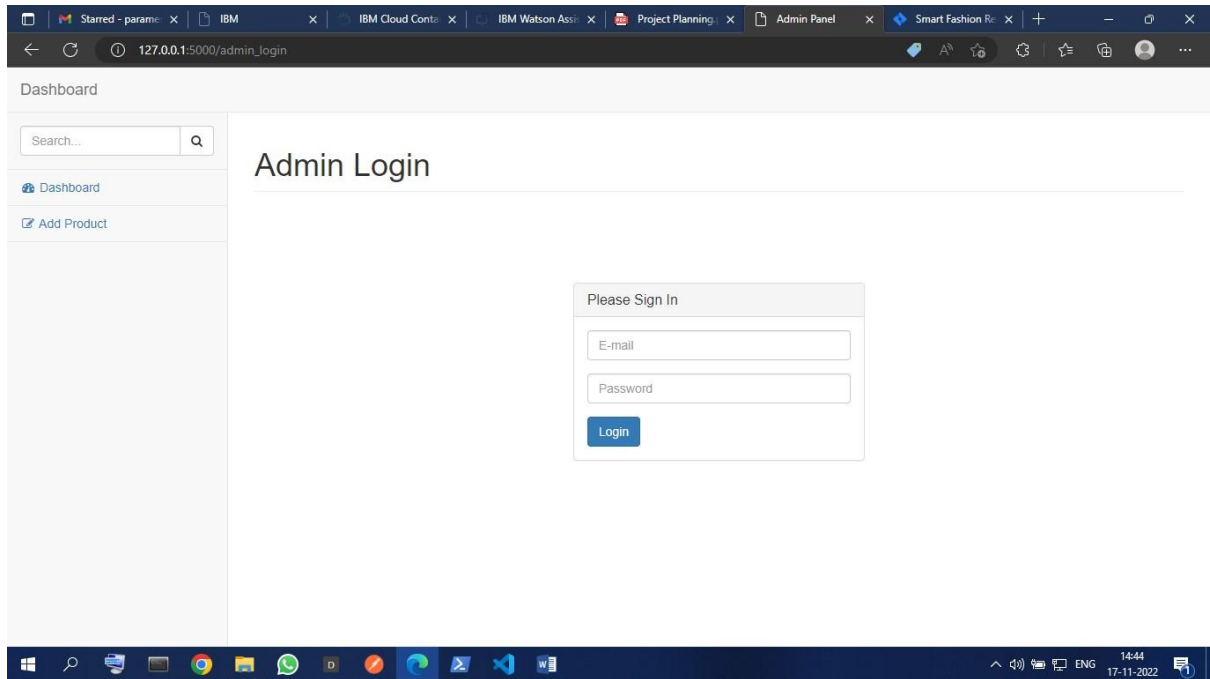 Starred - parame
IBM
IBM Cloud Conta
IBM Watson Assis
Project Planning.
Admin Panel
Smart Fashion Re
127.0.0.1:5000/admin_login
Dashboard
Search...
Dashboard
Add Product
Admin Login
Please Sign In
E-mail
Password
Login
ENG
14:44
17-11-2022